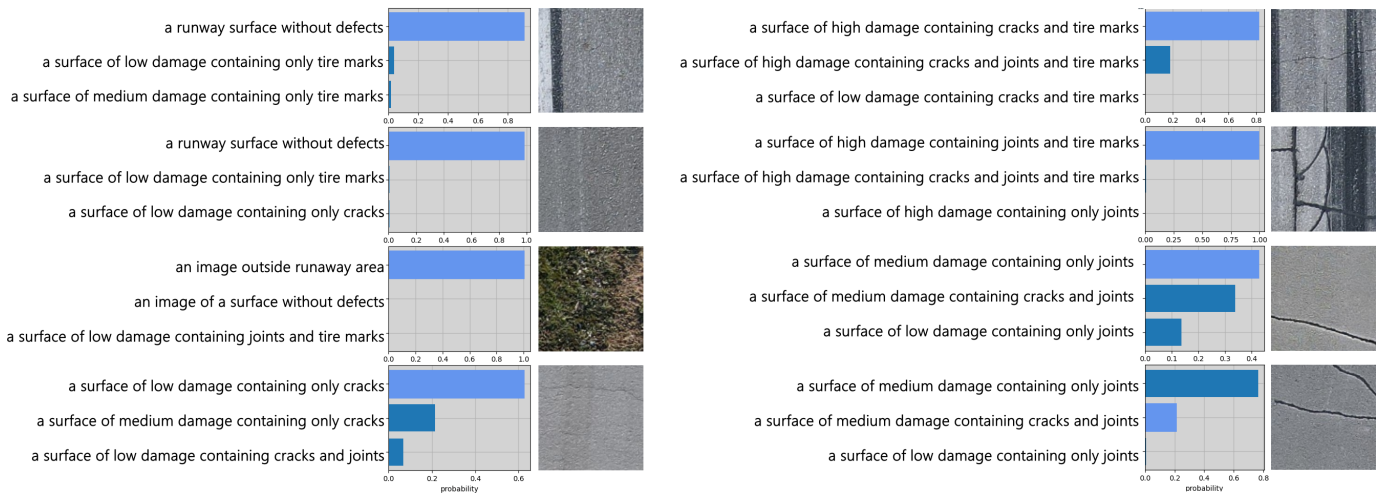 a runway surface without defects
a surface of low damage containing only tire marks
a surface of medium damage containing only tire marks
0.0 0.2 0.4 0.6 0.8
a runway surface without defects
a surface of low damage containing only tire marks
a surface of low damage containing only cracks
0.0 0.2 0.4 0.6 0.8 1.0
an image outside runaway area
an image of a surface without defects
a surface of low damage containing joints and tire marks
0.0 0.2 0.4 0.6 0.8 1.0
a surface of low damage containing only cracks
a surface of medium damage containing only cracks
a surface of low damage containing cracks and joints
0.0 0.2 0.4 0.6
probability
a surface of high damage containing cracks and tire marks
a surface of high damage containing cracks and joints and tire marks
a surface of low damage containing cracks and tire marks
0.0 0.2 0.4 0.6 0.8
a surface of high damage containing joints and tire marks
a surface of high damage containing cracks and joints and tire marks
a surface of high damage containing only joints
0.00 0.25 0.50 0.75 1.00
a surface of medium damage containing only joints
a surface of medium damage containing cracks and joints
a surface of low damage containing only joints
0.0 0.1 0.2 0.3 0.4
a surface of medium damage containing only joints
a surface of medium damage containing cracks and joints
a surface of low damage containing only joints
0.0 0.2 0.4 0.6 0.8
probability